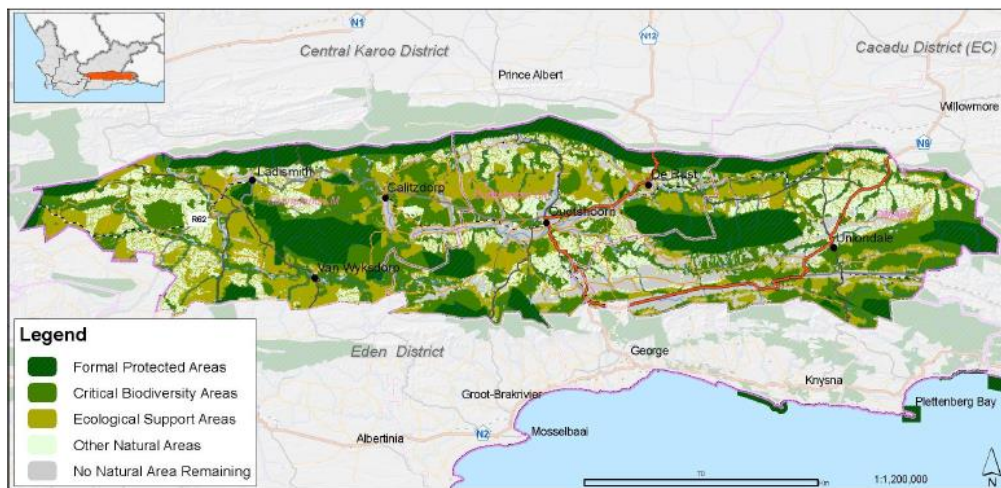 N1
Central Karoo District
N12
Cacadu District (EC)
Prince Albert
Willowmore
N9
Ladismith
Calitzdorp
De Rust
R62
Oudtshoorn
Uniondale
Van Wyksdorp
Legend
Formal Protected Areas
Critical Biodiversity Areas
Ecological Support Areas
Other Natural Areas
No Natural Area Remaining
Eden District
George
Groot-Brakrivier
Knysna
Plettenberg Bay
Albertinia
N2
Mosselbaai
70
Km
1:1,200,000
N